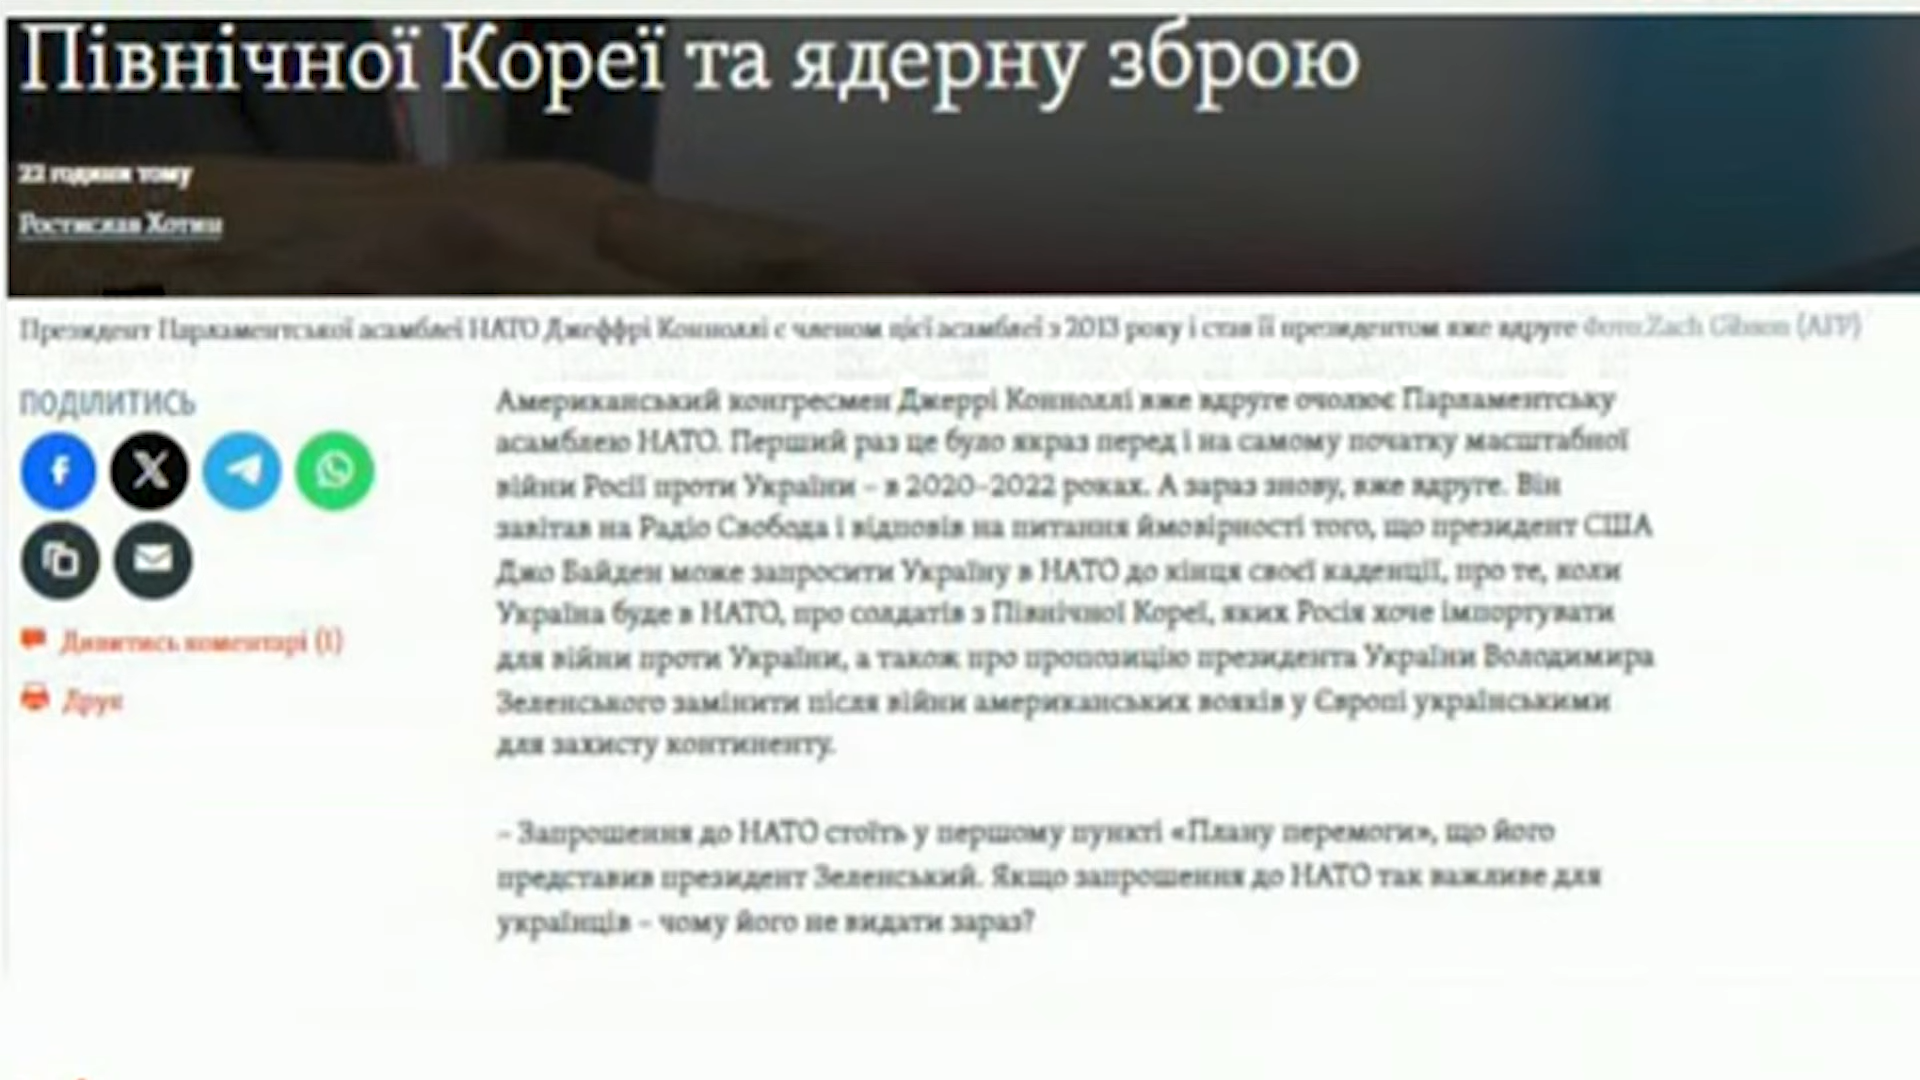 Північної Кореї та ядерну зброю
22 години тому
Ростислав Хотин
Президент Парламентської асамблеї НАТО Джеффрі Конноллі є членом цієї асамблеї з 2013 року і став її президентом вже вдруге Фото:Zach Gibson (AFP)
ПОДІЛИТИСЬ
Американський конгресмен Джеррі Конноллі вже вдруге очолює Парламентську
асамблею НАТО. Перший раз це було якраз перед і на самому початку масштабної
війни Росії проти України – в 2020-2022 роках. А зараз знову, вже вдруге. Він
завітав на Радіо Свобода і відповів на питання ймовірності того, що президент США
Джо Байден може запросити Україну в НАТО до кінця своєї каденції, про те, коли
Україна буде в НАТО, про солдатів з Північної Кореї, яких Росія хоче імпортувати
для війни проти України, а також про пропозицію президента України Володимира
Зеленського замінити після війни американських вояків у Європі українськими
для захисту континенту.
Дивитись коментарі (1)
Друк
– Запрошення до НАТО стоїть у першому пункті «Плану перемоги», що його
представив президент Зеленський. Якщо запрошення до НАТО так важливе для
українців – чому його не видати зараз?